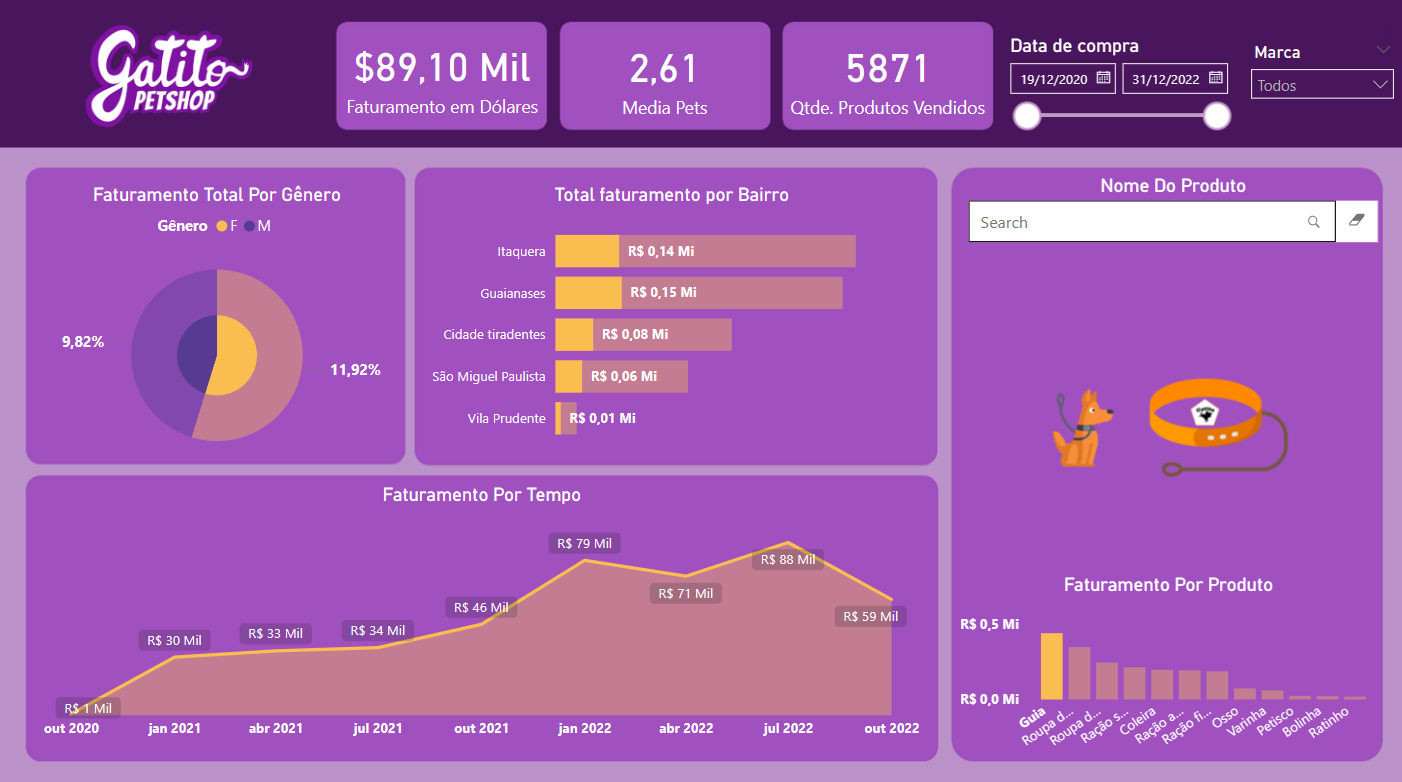 Gatito
PETSHOP
$89,10 Mil
Faturamento em Dólares
2,61
Media Pets
5871
Qtde. Produtos Vendidos
Data de compra
19/12/2020
31/12/2022
Marca
Todos
Faturamento Total Por Gênero
Gênero F M
9,82%
11,92%
Total faturamento por Bairro
Itaquera R$ 0,14 Mi
Guaianases R$ 0,15 Mi
Cidade tiradentes R$ 0,08 Mi
São Miguel Paulista R$ 0,06 Mi
Vila Prudente R$ 0,01 Mi
Nome Do Produto
Search
Faturamento Por Tempo
R$ 1 Mil
R$ 30 Mil
R$ 33 Mil
R$ 34 Mil
R$ 46 Mil
R$ 79 Mil
R$ 71 Mil
R$ 88 Mil
R$ 59 Mil
out 2020 jan 2021 abr 2021 jul 2021 out 2021 jan 2022 abr 2022 jul 2022 out 2022
Faturamento Por Produto
R$ 0,5 Mi
R$ 0,0 Mi
Guia
Roupa d...
Roupa d...
Ração s...
Coleira
Ração a...
Ração fi...
Osso
Varinha
Petisco
Bolinha
Ratinho